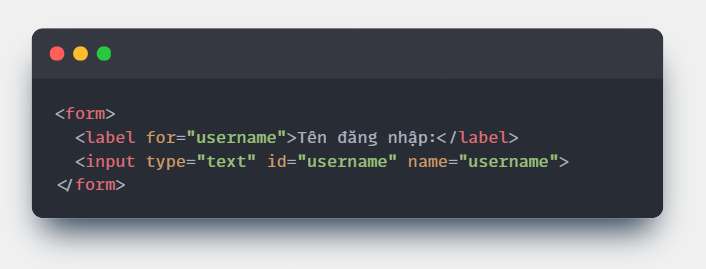 <form>
  <label for="username">Tên đăng nhập:</label>
  <input type="text" id="username" name="username">
</form>